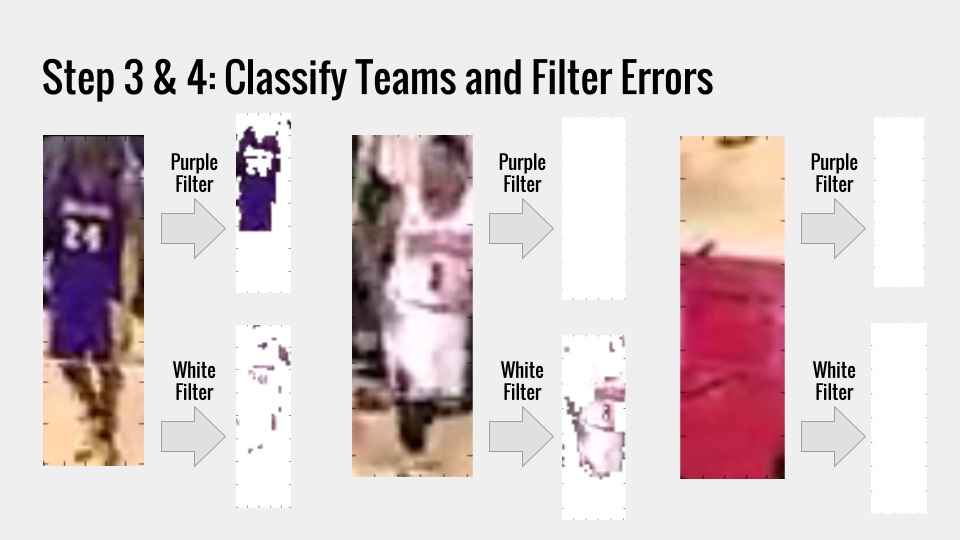 Step 3 & 4: Classify Teams and Filter Errors
Purple
Filter
24
Purple
Filter
Purple
Filter
White
Filter
White
Filter
White
Filter